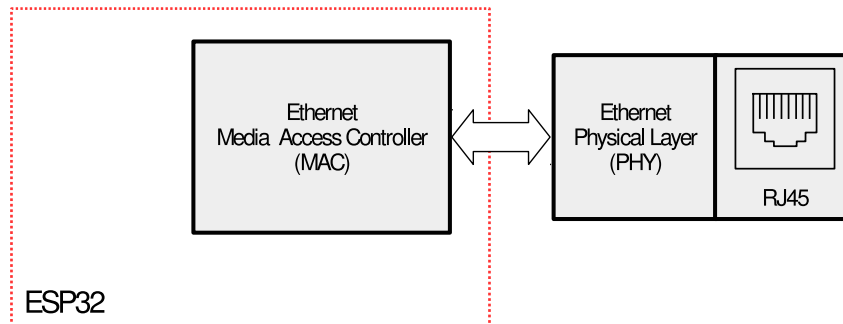 Ethernet
Media Access Controller
(MAC)
Ethernet
Physical Layer
(PHY)
RJ45
ESP32